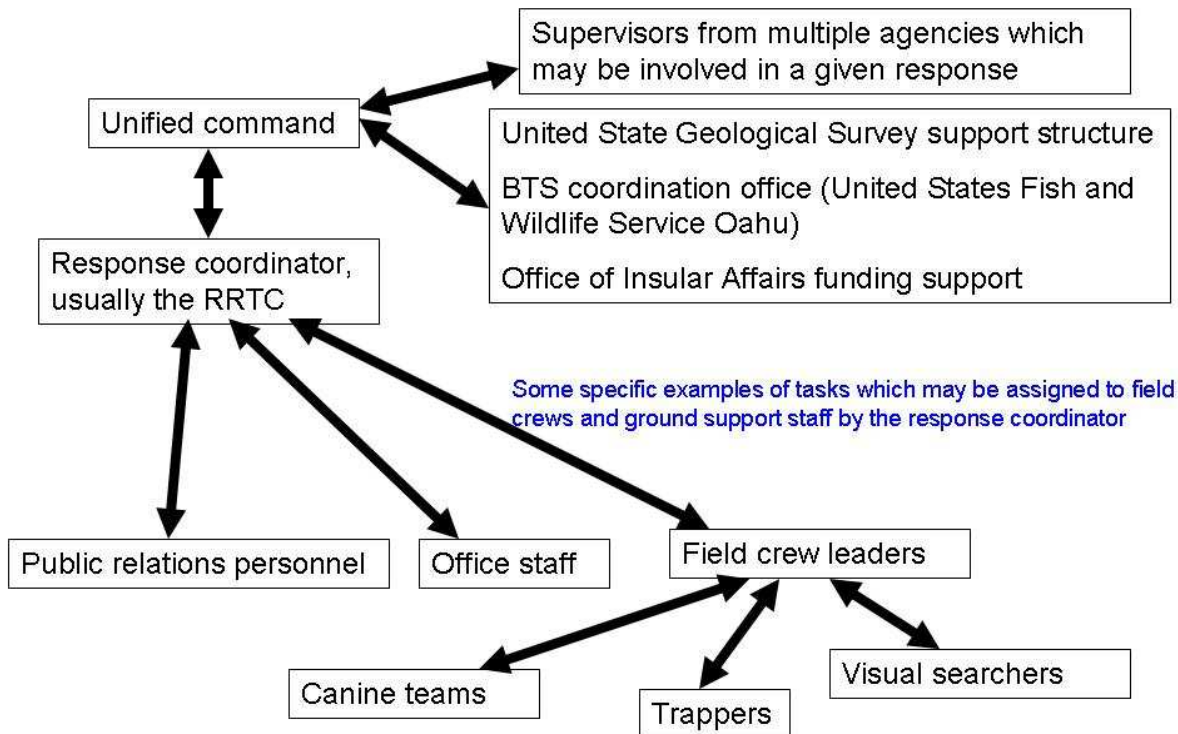 Supervisors from multiple agencies which
may be involved in a given response
Unified command
United State Geological Survey support structure
BTS coordination office (United States Fish and
Wildlife Service Oahu)
Office of Insular Affairs funding support
Response coordinator,
usually the RRTC
Some specific examples of tasks which may be assigned to field
crews and ground support staff by the response coordinator
Public relations personnel
Office staff
Field crew leaders
Canine teams
Trappers
Visual searchers